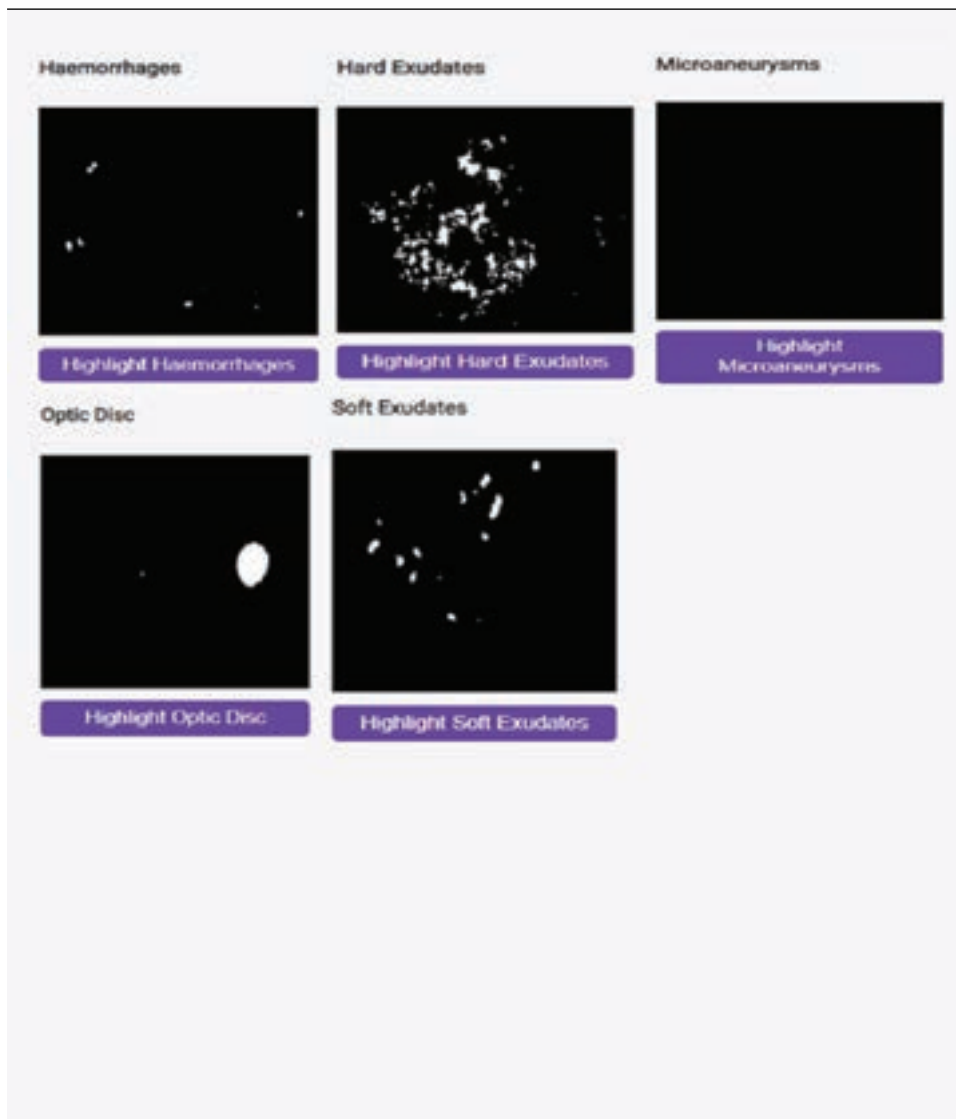 Haemorrhages
Hard Exudates
Microaneurysms
Highlight Haemorrhages
Highlight Hard Exudates
Highlight
Microaneurysms
Optic Disc
Soft Exudates
Highlight Optic Disc
Highlight Soft Exudates